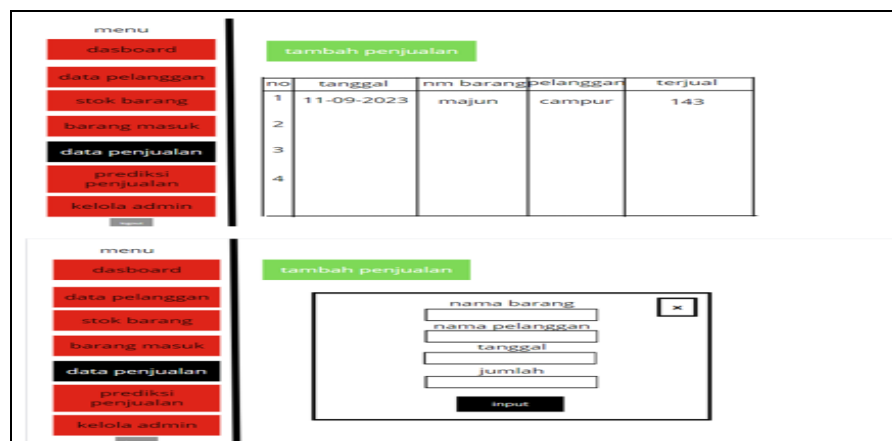 menu
dasboard
data pelanggan
stok barang
barang masuk
data penjualan
prediksi
penjualan
kelola admin
tambah penjualan
no tanggal nm barang pelanggan terjual
1 11-09-2023 majun campur 143
2
3
4
menu
dasboard
data pelanggan
stok barang
barang masuk
data penjualan
prediksi
penjualan
kelola admin
tambah penjualan
x
nama barang
nama pelanggan
tanggal
jumlah
input